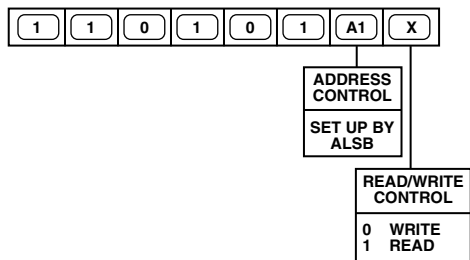 1 1 0 1 0 1 A1 X
ADDRESS
CONTROL
SET UP BY
ALSB
READ/WRITE
CONTROL
0 WRITE
1 READ